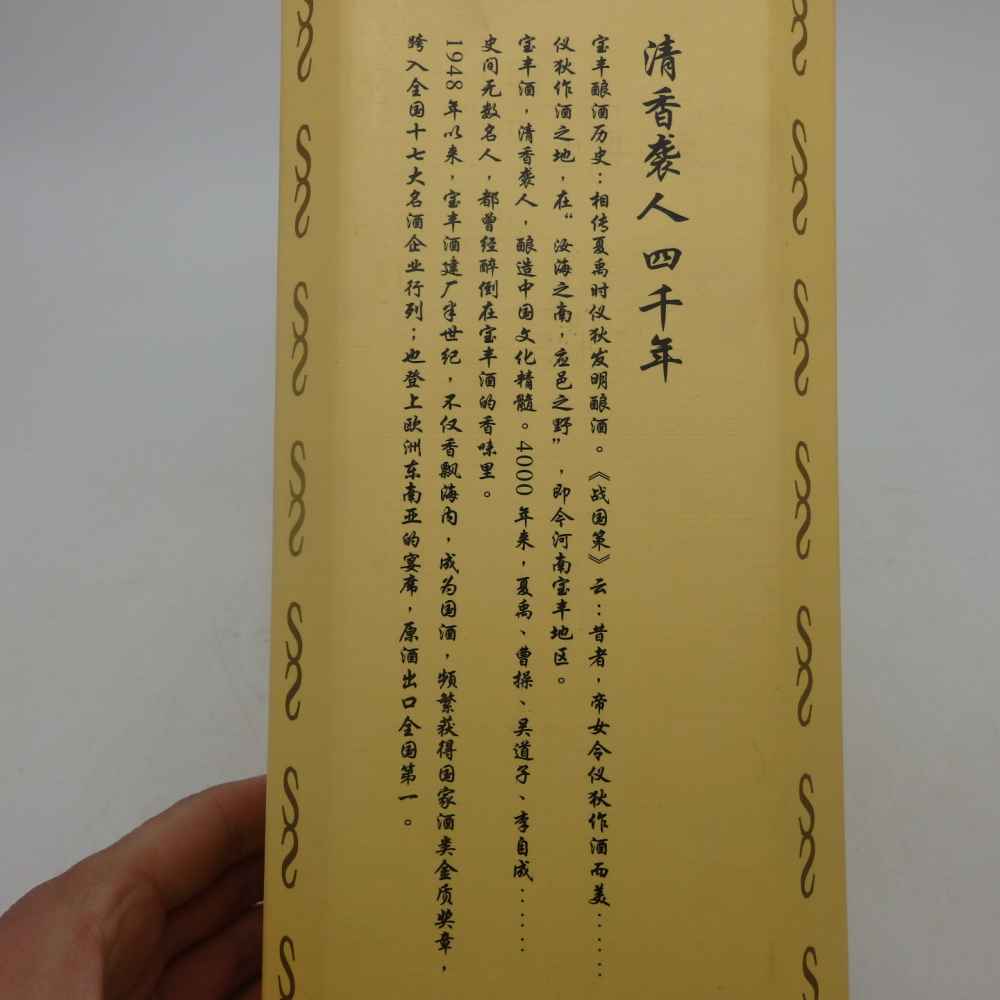 清香袭人四千年
宝丰酿酒历史：相传夏禹时仪狄发明酿酒。《战国策》云：昔者，帝女令仪狄作酒而美......
仪狄作酒之地，在“汝海之南，应邑之野”，即今河南宝丰地区。
宝丰酒，清香袭人，酿造中国文化精髓。4000年来，夏禹、曹操、吴道子、李自成......
史间无数名人，都曾经醉倒在宝丰酒的香味里。
1948年以来，宝丰酒建厂半世纪，不仅香飘海内，成为国酒，频繁获得国家酒类金质奖章，
跨入全国十七大名酒企业行列；也登上欧洲东南亚的宴席，原酒出口全国第一。